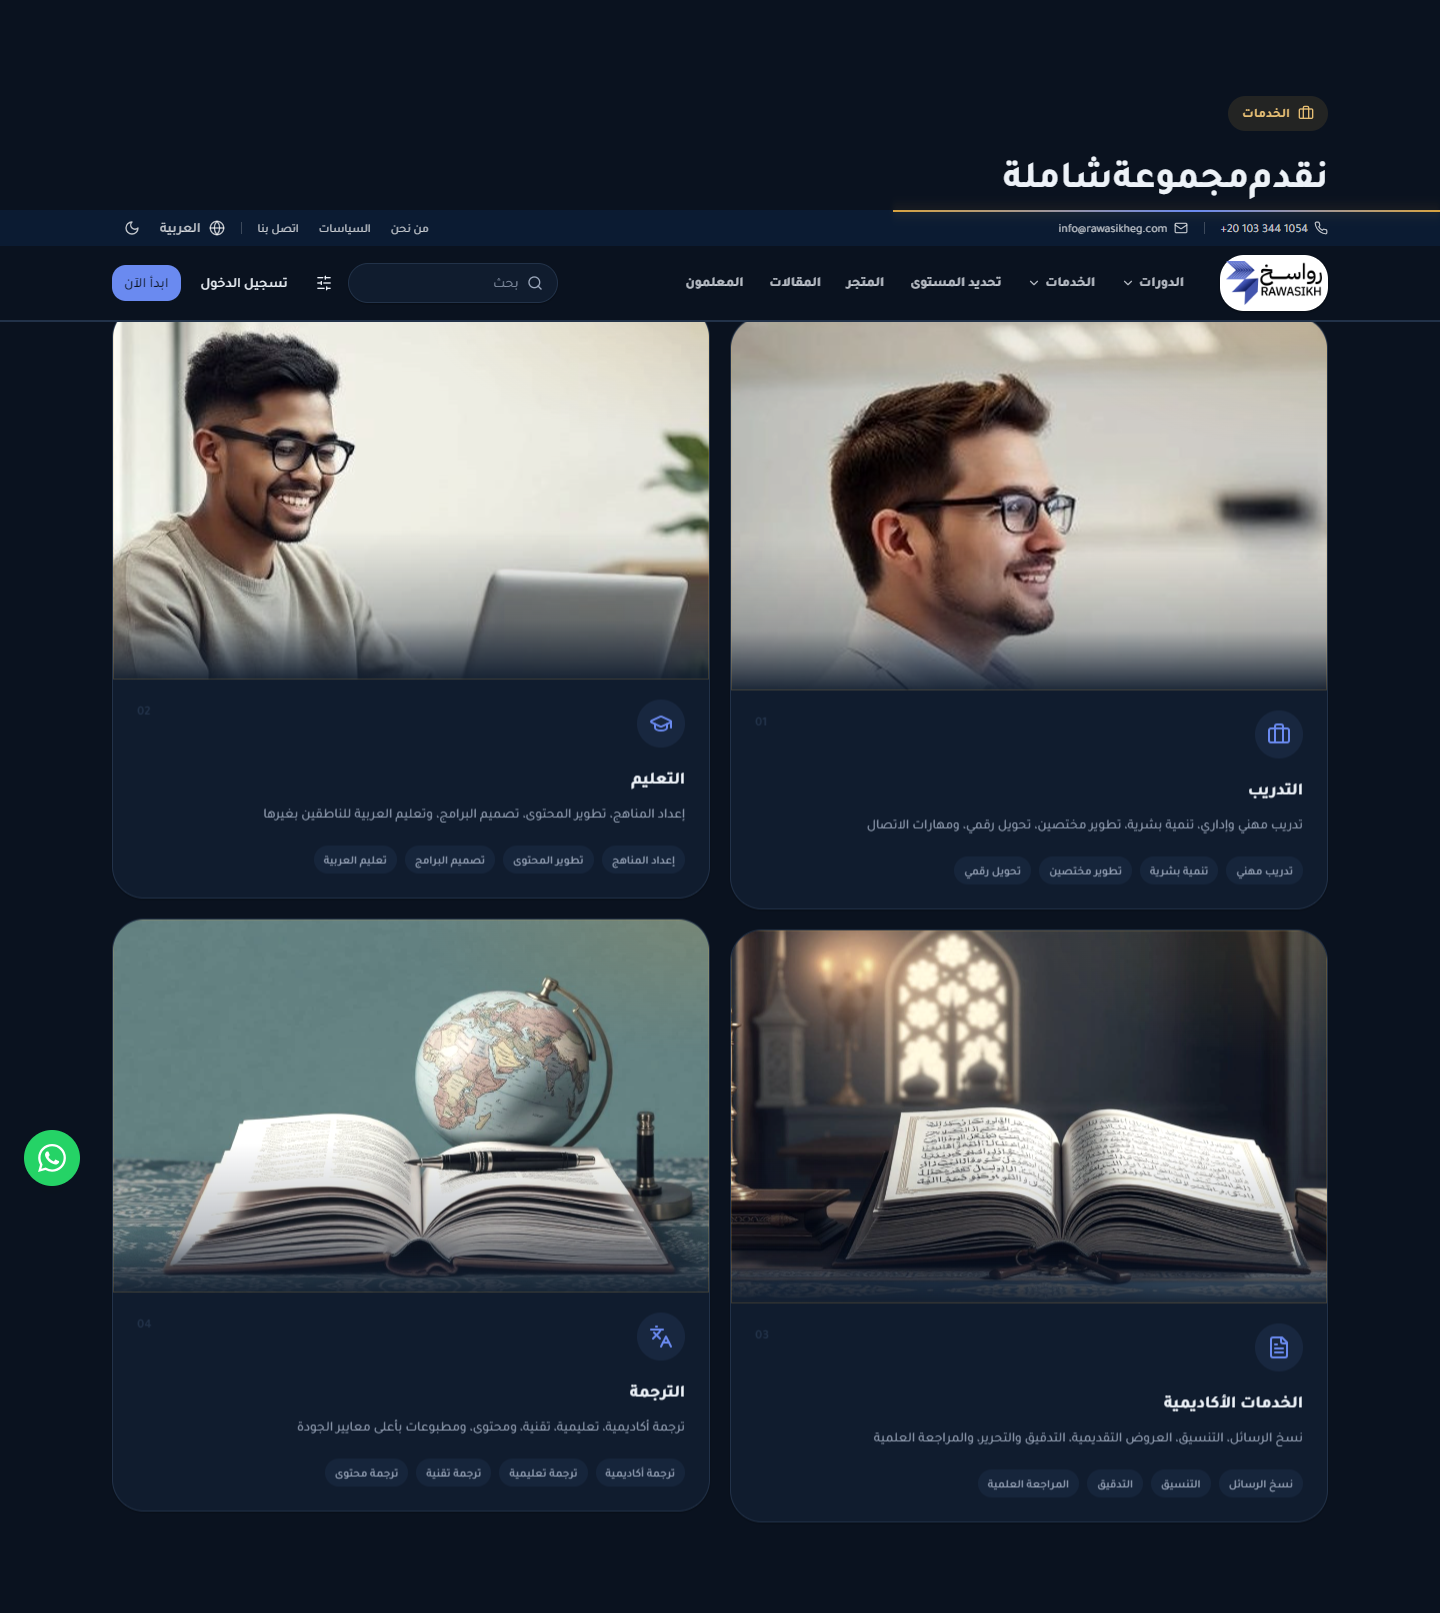 الخدمات
نقدم مجموعة شاملة
+20 103 344 1054
info@rawasikheg.com
من نحن
السياسات
اتصل بنا
العربية
رواسخ
RAWASIKH
الدورات
الخدمات
تحديد المستوى
المتجر
المقالات
المعلمون
بحث
تسجيل الدخول
ابدأ الآن
01
التدريب
تدريب مهني وإداري، تنمية بشرية، تطوير مختصين، تحويل رقمي، ومهارات الاتصال
تدريب مهني
تنمية بشرية
تطوير مختصين
تحويل رقمي
02
التعليم
إعداد المناهج، تطوير المحتوى، تصميم البرامج، وتعليم العربية للناطقين بغيرها
إعداد المناهج
تطوير المحتوى
تصميم البرامج
تعليم العربية
03
الخدمات الأكاديمية
نسخ الرسائل، التنسيق، العروض التقديمية، التدقيق والتحرير، والمراجعة العلمية
نسخ الرسائل
التنسيق
التدقيق
المراجعة العلمية
04
الترجمة
ترجمة أكاديمية، تعليمية، تقنية، ومحتوى، ومطبوعات بأعلى معايير الجودة
ترجمة أكاديمية
ترجمة تعليمية
ترجمة تقنية
ترجمة محتوى